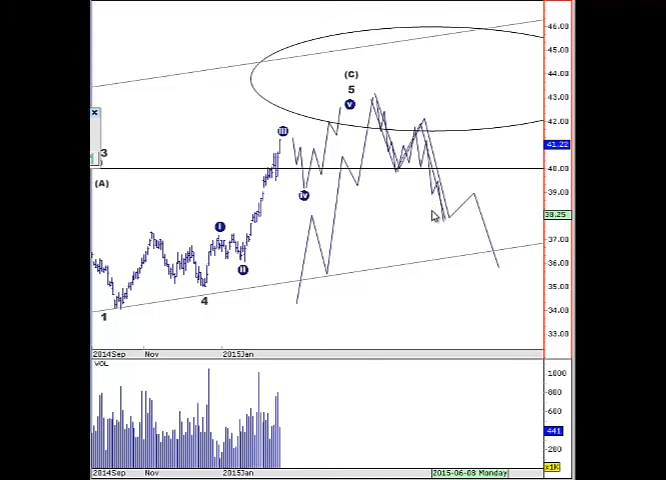 46.00
45.00
44.00
(C)
5
43.00
v
42.00
III
41.22
3
40.00
(A)
39.00
iv
38.25
I
37.00
II
36.00
4
35.00
1
34.00
33.00
2014Sep Nov 2015Jan
VOL
1000
800
600
441
200
x1K
2014Sep Nov 2015Jan 2015-06-08 Monday